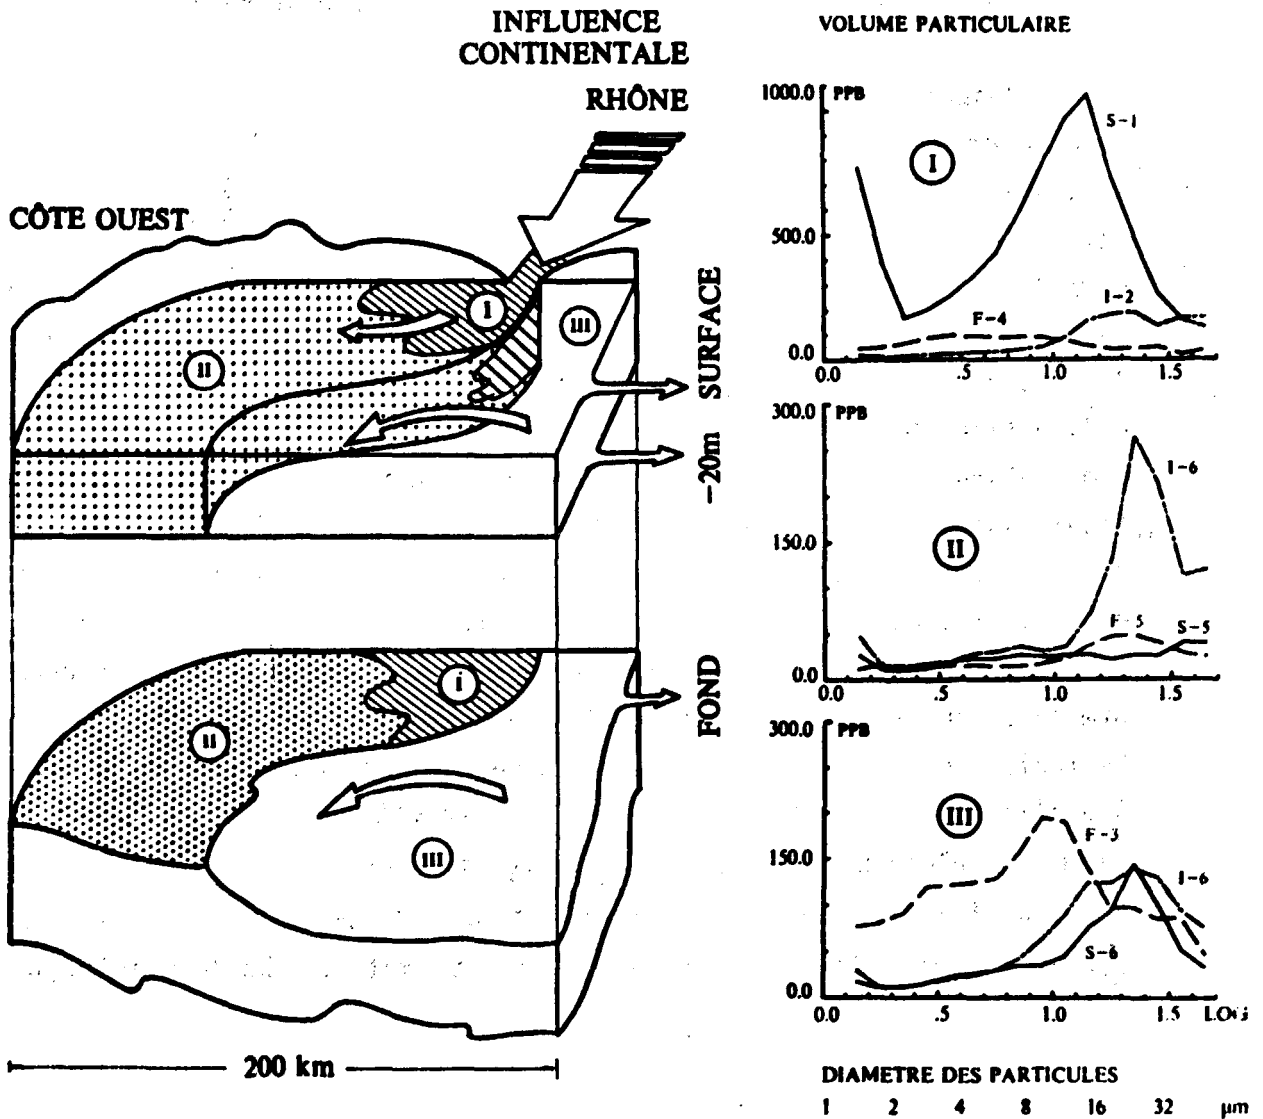 INFLUENCE
CONTINENTALE
RHÔNE
CÔTE OUEST
I
II
III
SURFACE
-20m
I
II
III
FOND
200 km
VOLUME PARTICULAIRE
1000.0 PPB
500.0
0.0
0.0 .5 1.0 1.5
I
S-1
I-2
F-4
300.0 PPB
150.0
0.0
0.0 .5 1.0 1.5
II
I-6
F-5
S-5
300.0 PPB
150.0
0.0
0.0 .5 1.0 1.5 LOG
III
F-3
I-6
S-6
DIAMETRE DES PARTICULES
1 2 4 8 16 32 µm